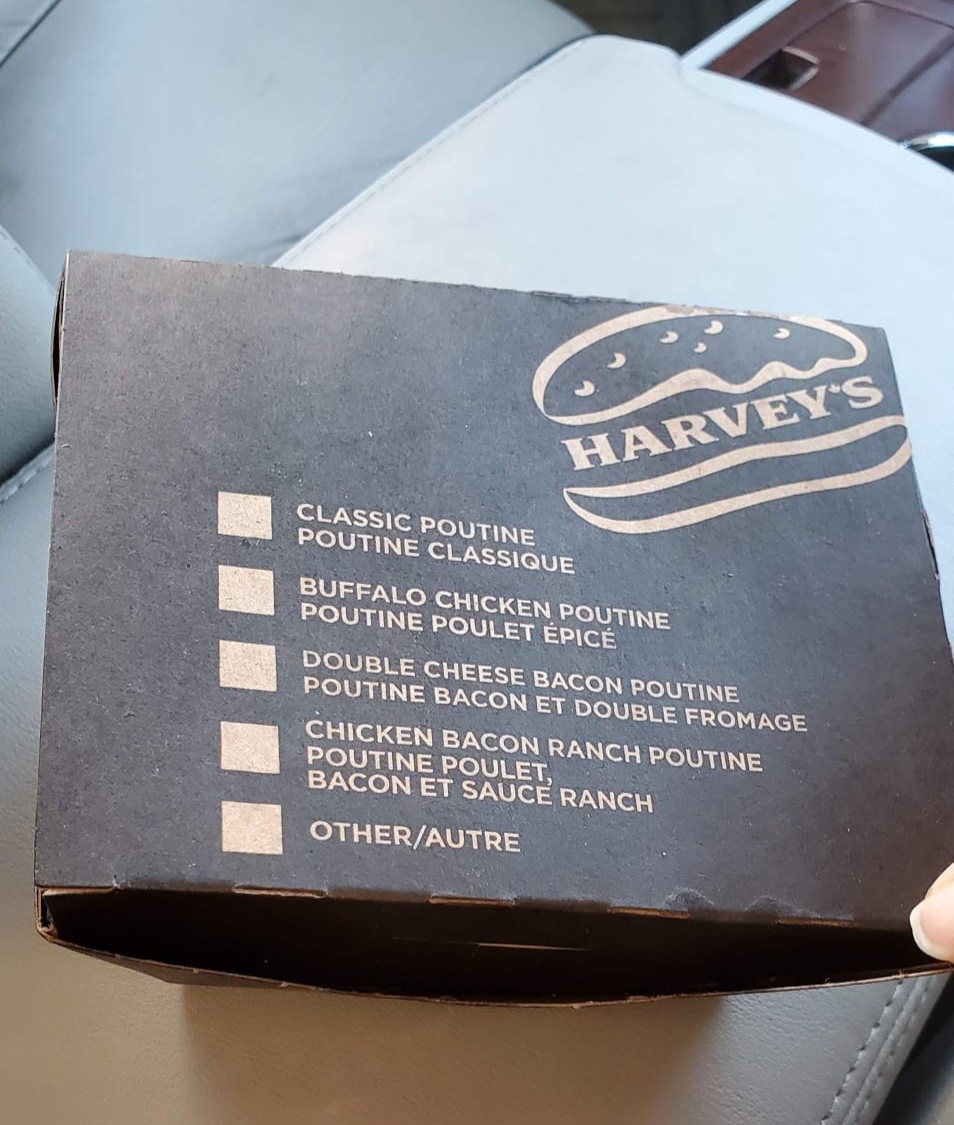 HARVEY'S
CLASSIC POUTINE
POUTINE CLASSIQUE
BUFFALO CHICKEN POUTINE
POUTINE POULET ÉPICÉ
DOUBLE CHEESE BACON POUTINE
POUTINE BACON ET DOUBLE FROMAGE
CHICKEN BACON RANCH POUTINE
POUTINE POULET,
BACON ET SAUCE RANCH
OTHER/AUTRE